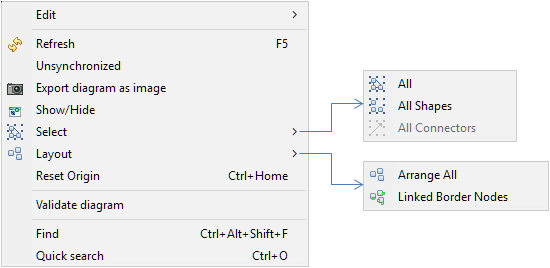 Edit
Refresh F5
Unsynchronized
Export diagram as image
Show/Hide
Select
Layout
Reset Origin Ctrl+Home
Validate diagram
Find Ctrl+Alt+Shift+F
Quick search Ctrl+O
All
All Shapes
All Connectors
Arrange All
Linked Border Nodes